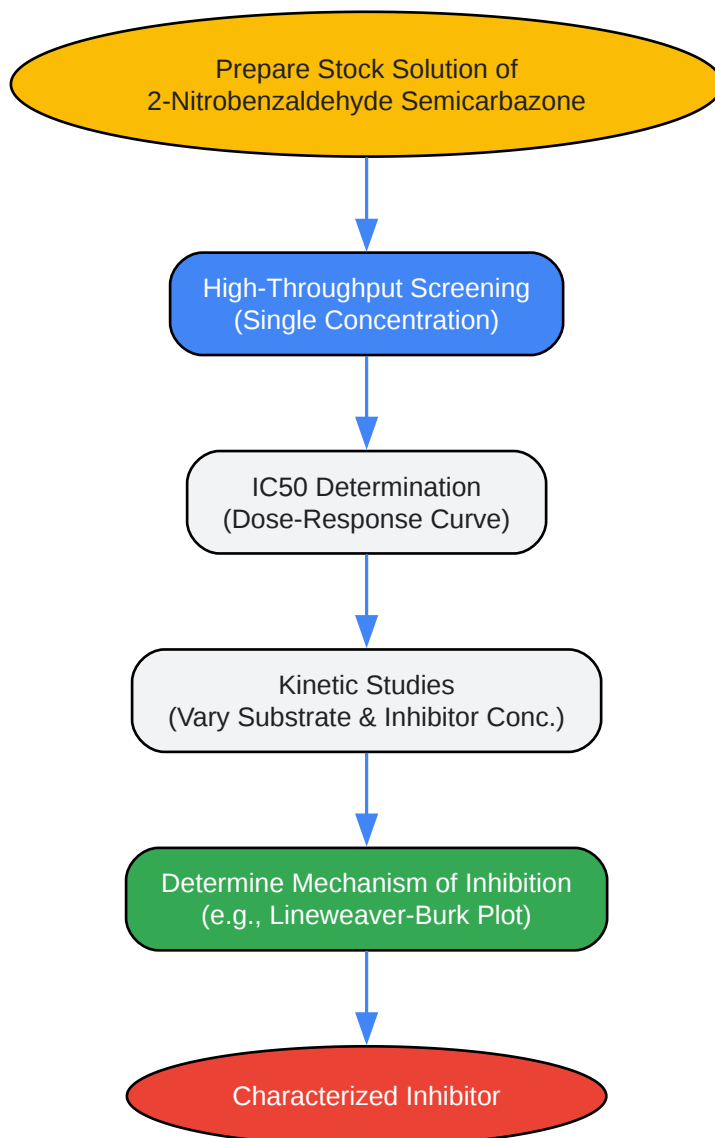 Prepare Stock Solution of
2-Nitrobenzaldehyde Semicarbazone
High-Throughput Screening
(Single Concentration)
IC50 Determination
(Dose-Response Curve)
Kinetic Studies
(Vary Substrate & Inhibitor Conc.)
Determine Mechanism of Inhibition
(e.g., Lineweaver-Burk Plot)
Characterized Inhibitor